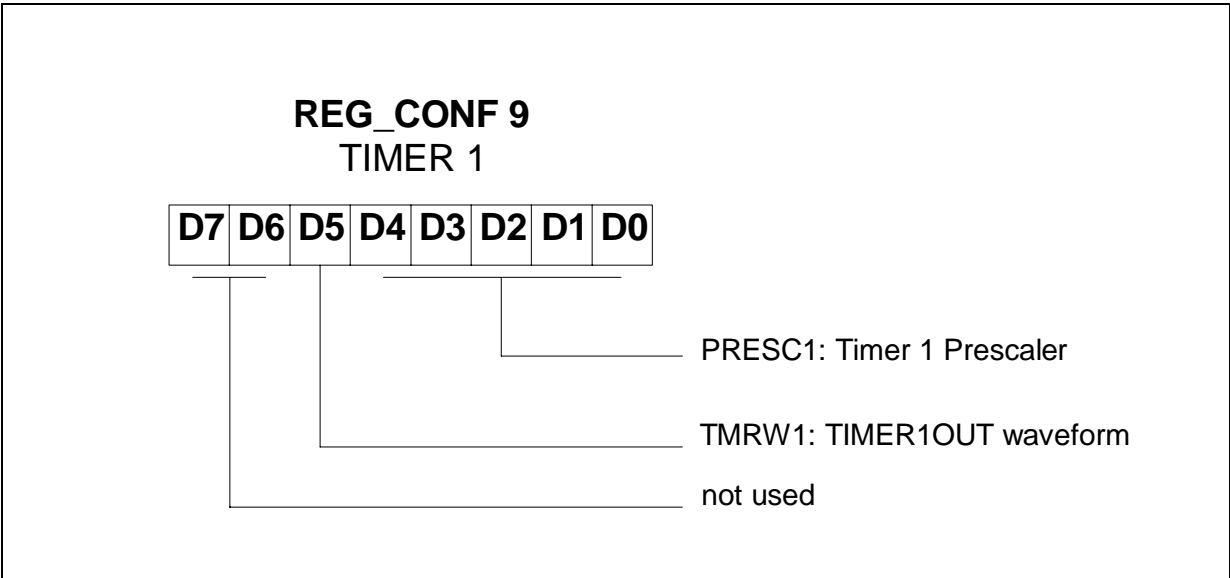 REG_CONF 9
TIMER 1
D7 D6 D5 D4 D3 D2 D1 D0
PRESC1: Timer 1 Prescaler
TMRW1: TIMER1OUT waveform
not used